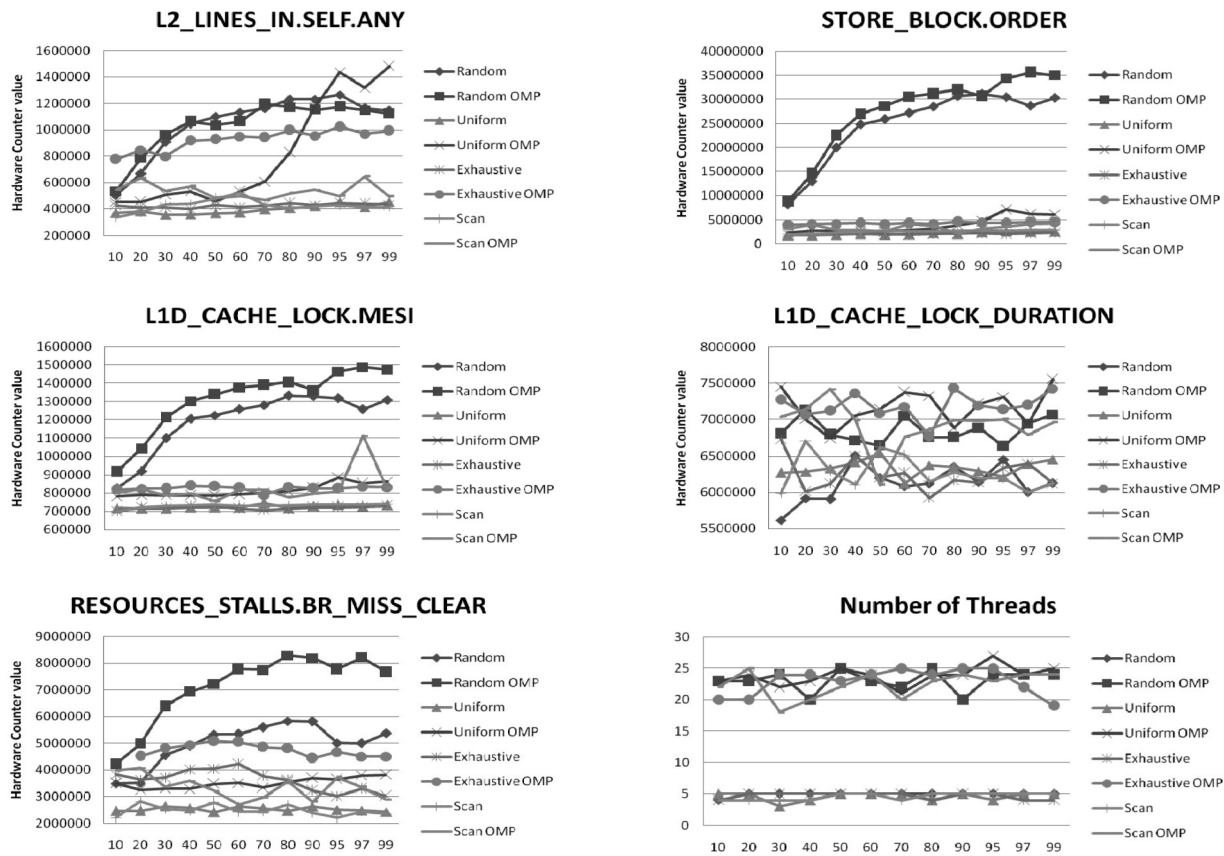 L2_LINES_IN.SELF.ANY
Hardware Counter value
1600000
1400000
1200000
1000000
800000
600000
400000
200000
10 20 30 40 50 60 70 80 90 95 97 99
Random
Random OMP
Uniform
Uniform OMP
Exhaustive
Exhaustive OMP
Scan
Scan OMP
STORE_BLOCK.ORDER
Hardware Counter value
40000000
35000000
30000000
25000000
20000000
15000000
10000000
5000000
0
10 20 30 40 50 60 70 80 90 95 97 99
Random
Random OMP
Uniform
Uniform OMP
Exhaustive
Exhaustive OMP
Scan
Scan OMP
L1D_CACHE_LOCK.MESI
Hardware Counter value
1600000
1500000
1400000
1300000
1200000
1100000
1000000
900000
800000
700000
600000
10 20 30 40 50 60 70 80 90 95 97 99
Random
Random OMP
Uniform
Uniform OMP
Exhaustive
Exhaustive OMP
Scan
Scan OMP
L1D_CACHE_LOCK_DURATION
Hardware Counter value
8000000
7500000
7000000
6500000
6000000
5500000
10 20 30 40 50 60 70 80 90 95 97 99
Random
Random OMP
Uniform
Uniform OMP
Exhaustive
Exhaustive OMP
Scan
Scan OMP
RESOURCES_STALLS.BR_MISS_CLEAR
Hardware Counter value
9000000
8000000
7000000
6000000
5000000
4000000
3000000
2000000
10 20 30 40 50 60 70 80 90 95 97 99
Random
Random OMP
Uniform
Uniform OMP
Exhaustive
Exhaustive OMP
Scan
Scan OMP
Number of Threads
30
25
20
15
10
5
0
10 20 30 40 50 60 70 80 90 95 97 99
Random
Random OMP
Uniform
Uniform OMP
Exhaustive
Exhaustive OMP
Scan
Scan OMP